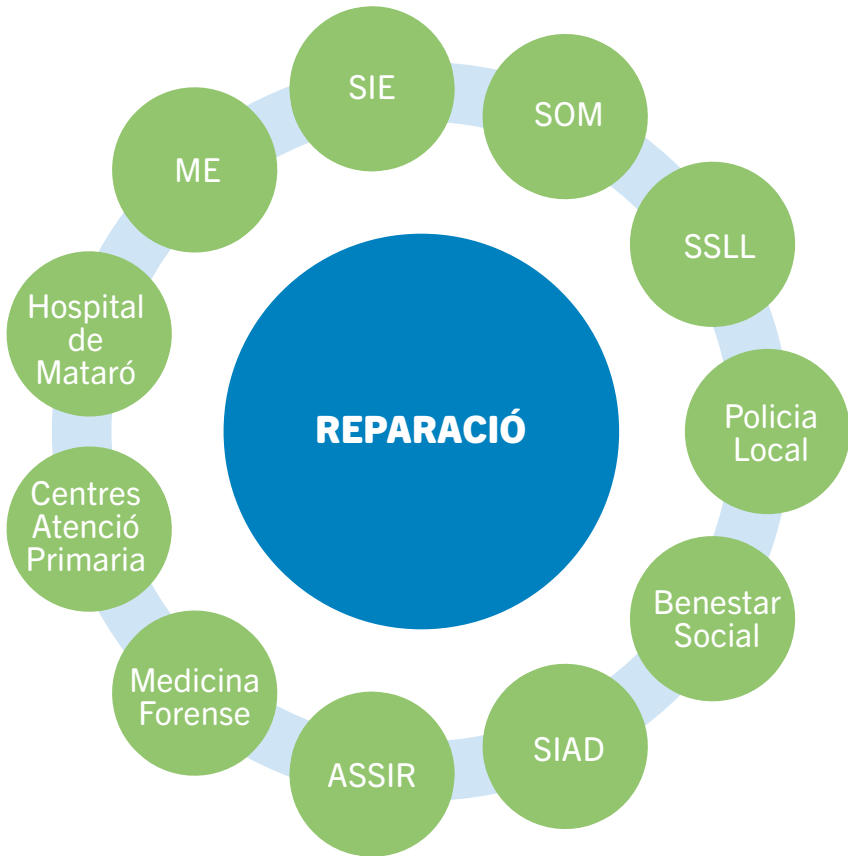 SIE
SOM
SSLL
Policia
Local
Benestar
Social
SIAD
ASSIR
Medicina
Forense
Centres
Atenció
Primaria
Hospital
de
Mataró
ME
REPARACIÓ